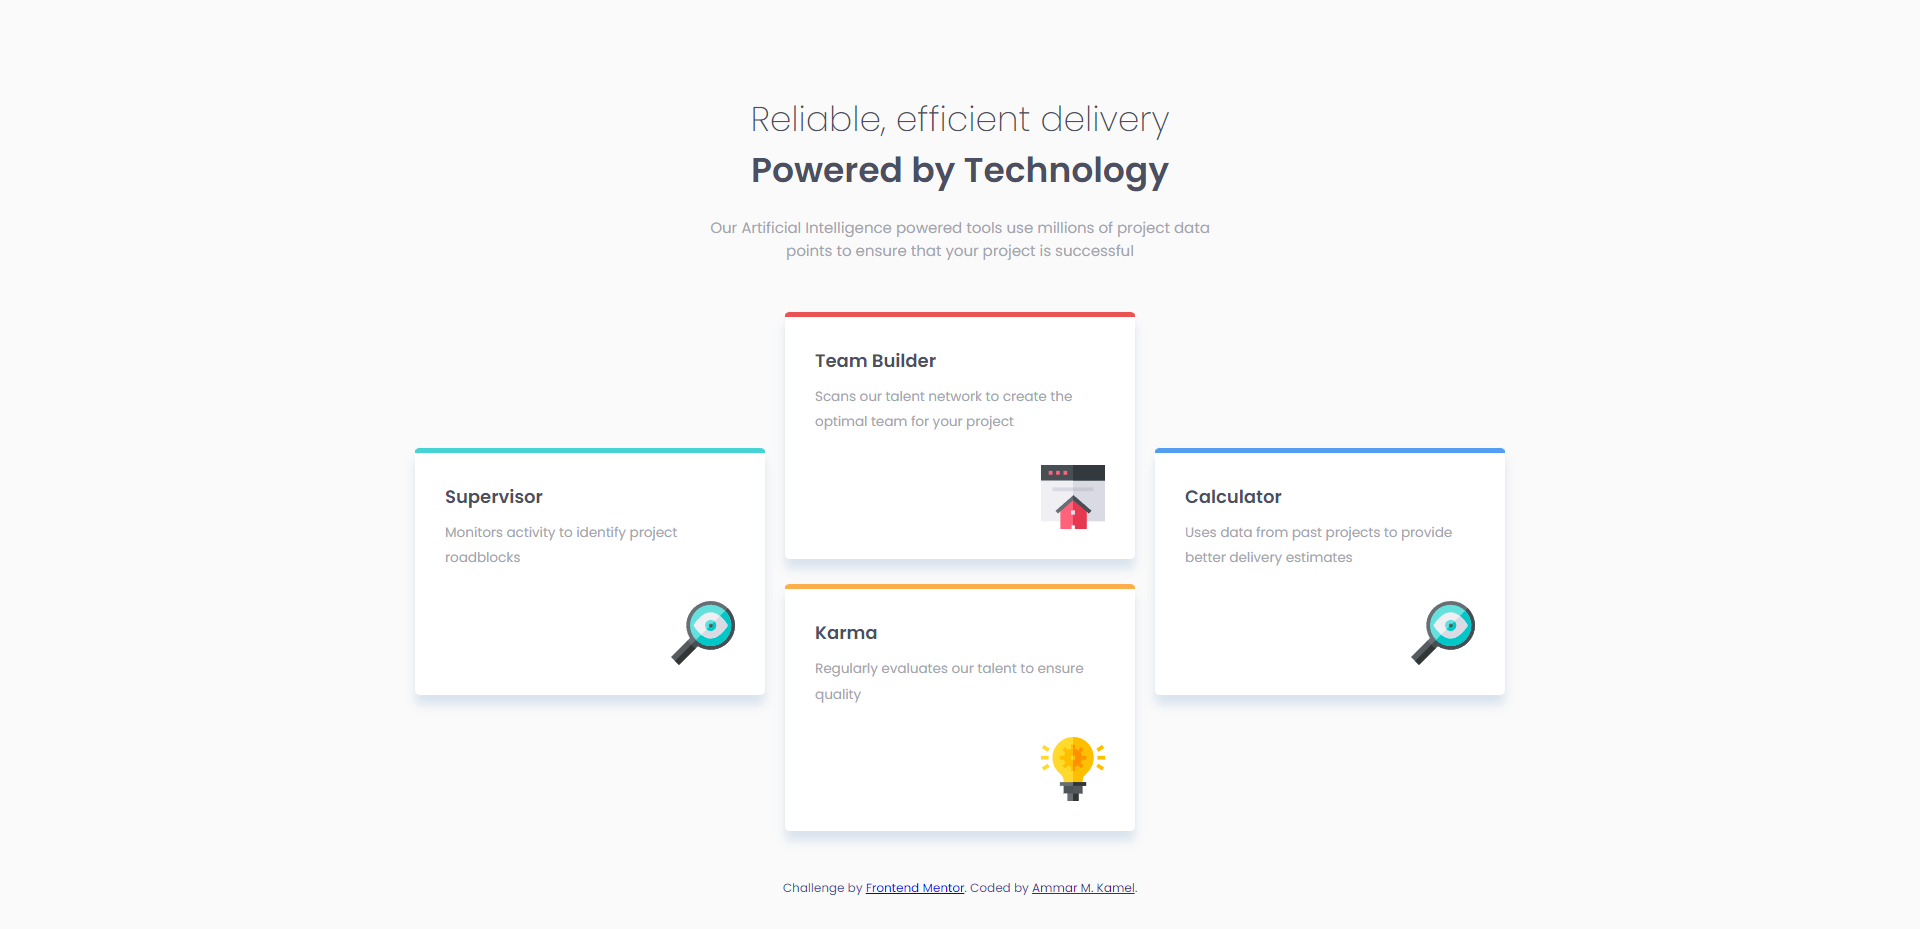 Reliable, efficient delivery
Powered by Technology
Our Artificial Intelligence powered tools use millions of project data
points to ensure that your project is successful
Team Builder
Scans our talent network to create the
optimal team for your project
Supervisor
Monitors activity to identify project
roadblocks
Calculator
Uses data from past projects to provide
better delivery estimates
Karma
Regularly evaluates our talent to ensure
quality
Challenge by Frontend Mentor. Coded by Ammar M. Kamel.